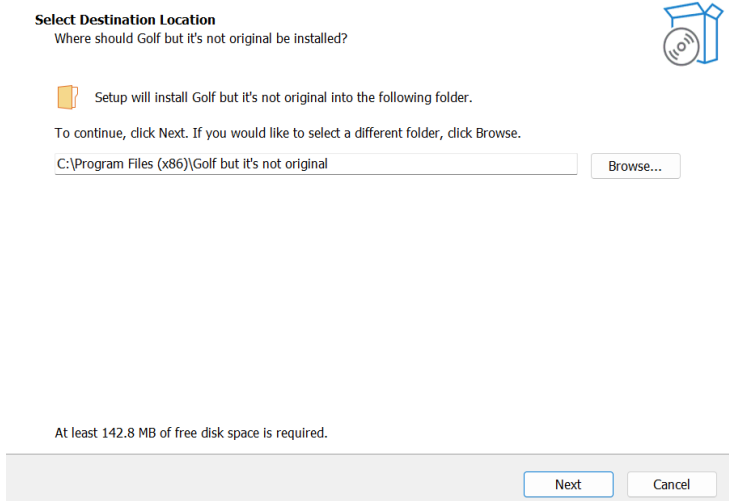 Select Destination Location
Where should Golf but it's not original be installed?
Setup will install Golf but it's not original into the following folder.
To continue, click Next. If you would like to select a different folder, click Browse.
C:\Program Files (x86)\Golf but it's not original
Browse...
At least 142.8 MB of free disk space is required.
Next
Cancel